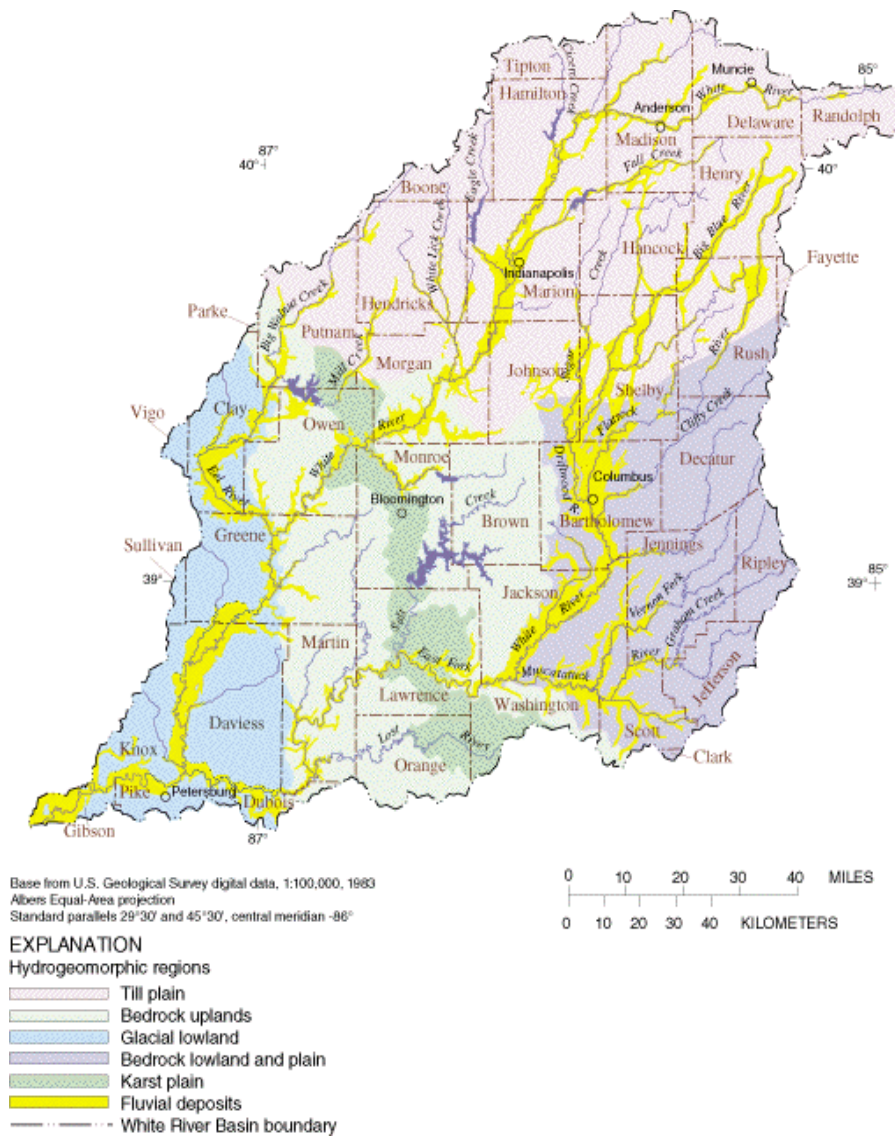 Tipton
Cicero Creek
Muncie
85°
Hamilton
White River
Anderson
Delaware
Randolph
Madison
87°
40°
Fall Creek
40°
Henry
Boone
Eagle Creek
Big Blue River
White Lick Creek
Hancock
Fayette
Indianapolis
Creek
Marion
Parke
Big Walnut Creek
Hendricks
Putnam
Mill Creek
Morgan
Johnson
Sugar
River
Rush
Shelby
Clay
Flatrock
Clifty Creek
Vigo
Owen
River
White
Monroe
Driftwood R.
Decatur
Columbus
Eel River
Bloomington
Creek
Brown
Bartholomew
Greene
Jennings
Sullivan
Ripley
39°
85°
39°
Jackson
Vernon Fork
River
Graham Creek
Salt
White
Martin
East Fork
Muscatatuck
River
Jefferson
Lawrence
Washington
Daviess
Scott
Lost
River
Knox
Orange
Clark
Pike
Petersburg
Dubois
Gibson
87°
Base from U.S. Geological Survey digital data, 1:100,000, 1983
Albers Equal-Area projection
Standard parallels 29°30' and 45°30', central meridian -86°
0 10 20 30 40 MILES
0 10 20 30 40 KILOMETERS
EXPLANATION
Hydrogeomorphic regions
Till plain
Bedrock uplands
Glacial lowland
Bedrock lowland and plain
Karst plain
Fluvial deposits
White River Basin boundary